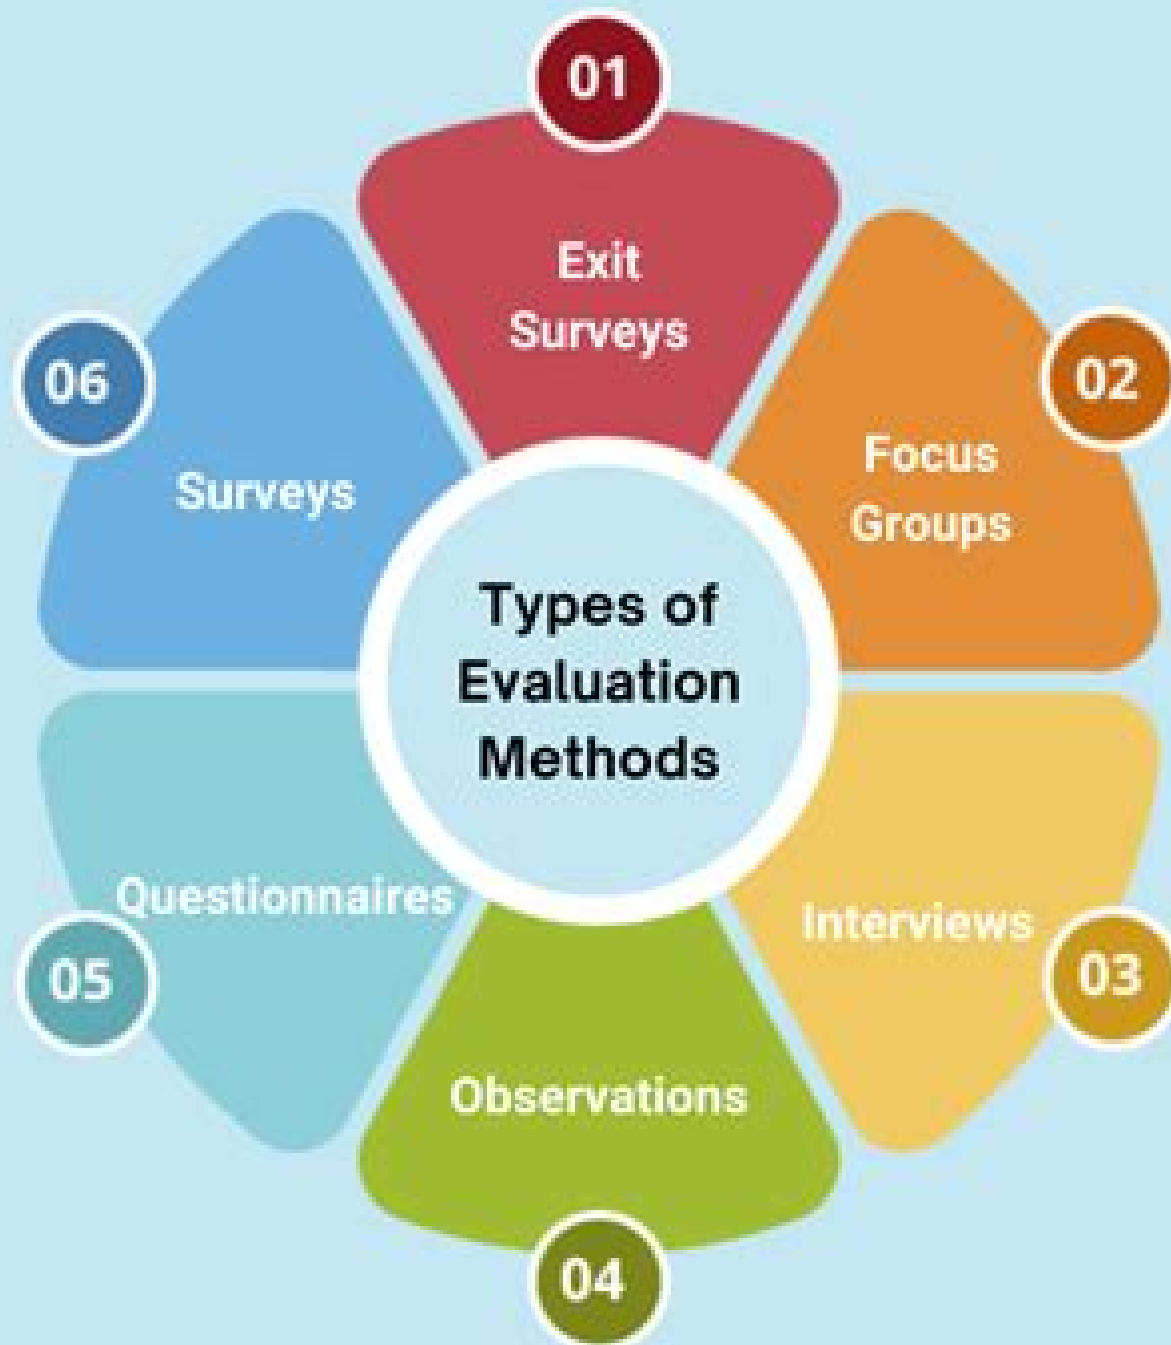 01
Exit
Surveys
02
Focus
Groups
03
Interviews
04
Observations
05
Questionnaires
06
Surveys
Types of
Evaluation
Methods